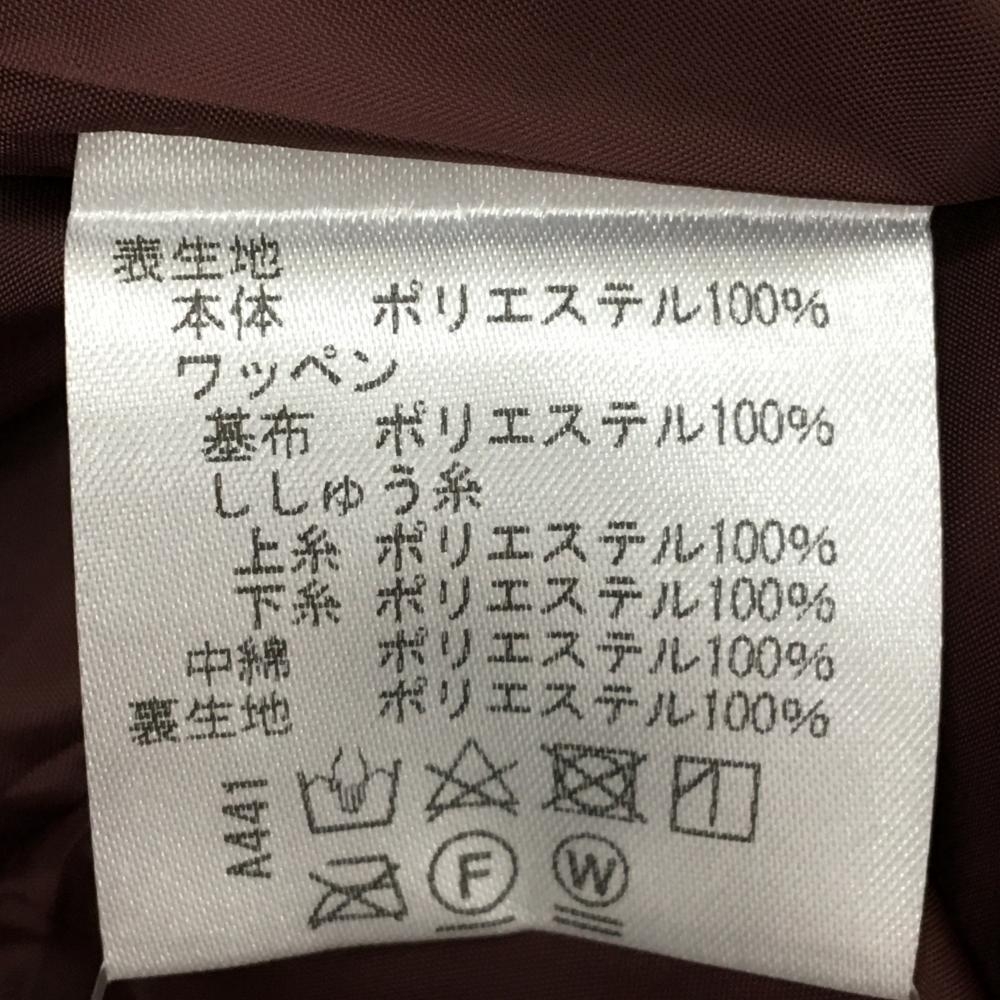 表生地
本体 ポリエステル100%
ワッペン
基布 ポリエステル100%
ししゅう糸
上糸 ポリエステル100%
下糸 ポリエステル100%
中綿 ポリエステル100%
裏生地 ポリエステル100%
A441
F
W